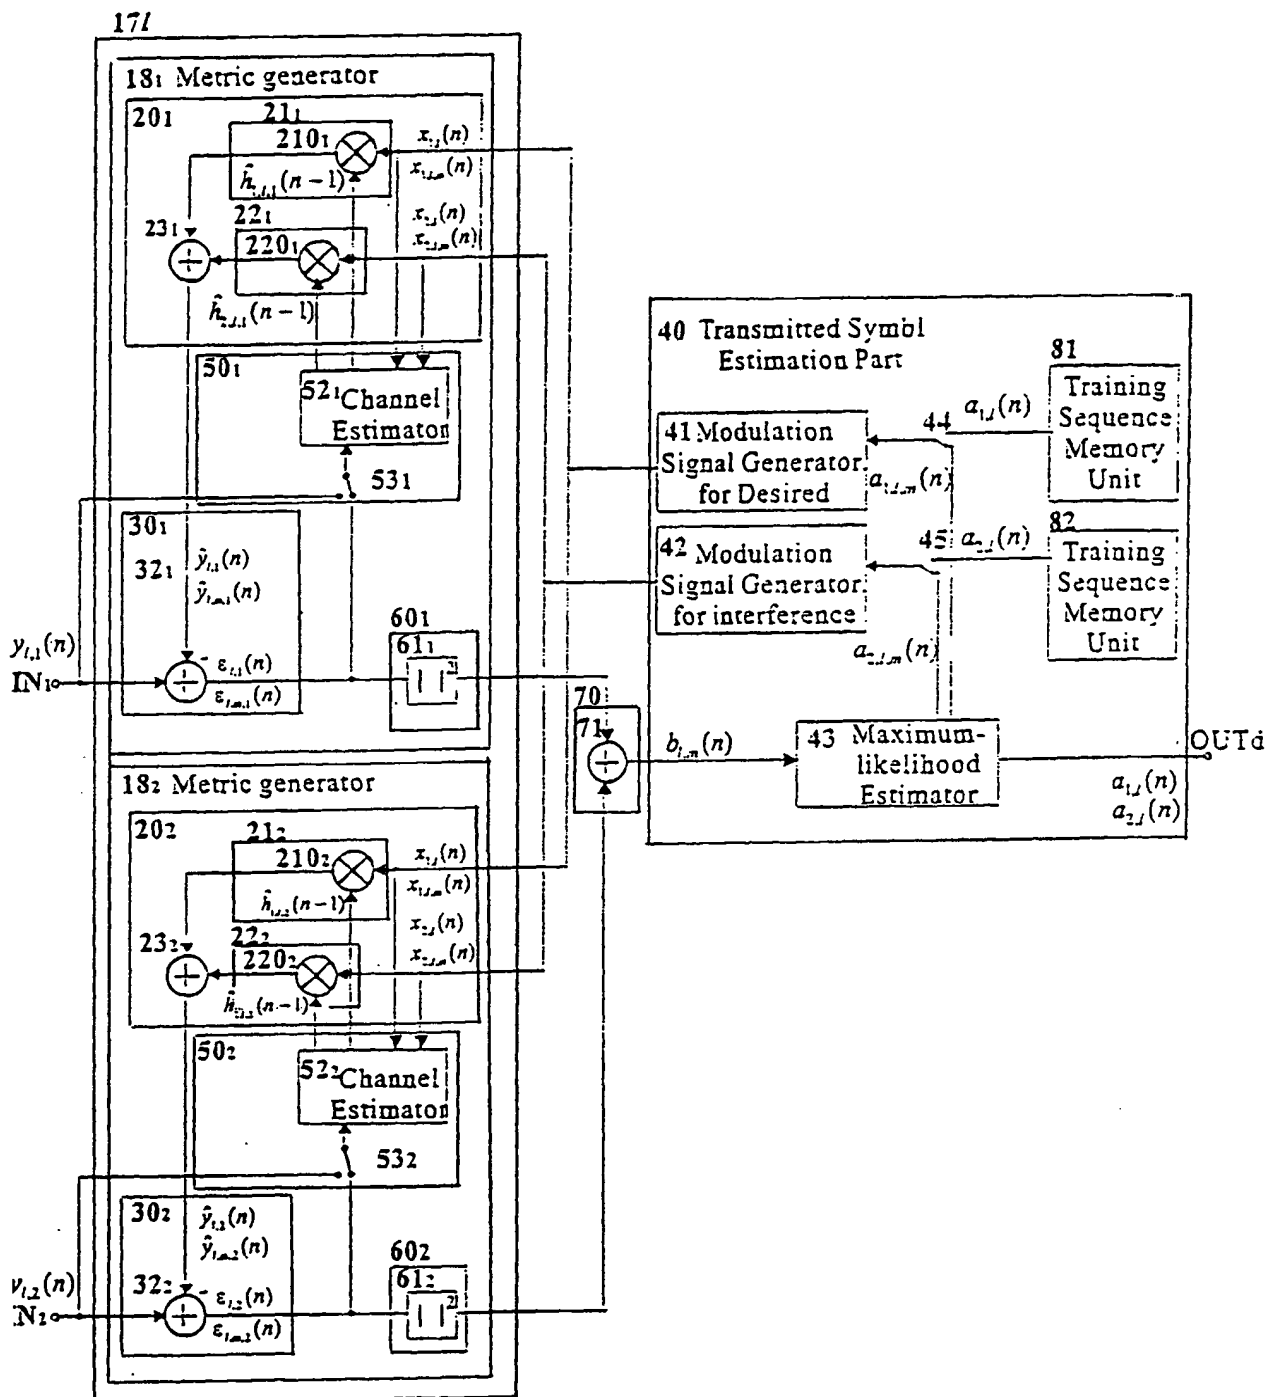 17l
18₁ Metric generator
20₁
21₁
210₁
x₁,ₗ(n)
x₁,ₗ,ₘ(n)
ĥ₁,ₗ,₁(n−1)
22₁
x₂,ₗ(n)
x₂,ₗ,ₘ(n)
23₁
220₁
ĥ₂,ₗ,₁(n−1)
50₁
52₁ Channel
Estimator
53₁
30₁
32₁
ŷₗ,₁(n)
ŷₗ,ₘ,₁(n)
yₗ,₁(n)
IN₁
-
εₗ,₁(n)
εₗ,ₘ,₁(n)
60₁
61₁
| |²
40 Transmitted Symbl
Estimation Part
81
Training
Sequence
Memory
Unit
44
a₁,ₗ(n)
41 Modulation
Signal Generator
for Desired
a₁,ₗ,ₘ(n)
82
Training
Sequence
Memory
Unit
45
a₂,ₗ(n)
42 Modulation
Signal Generator
for interference
a₂,ₗ,ₘ(n)
70
71
bₗ,ₘ(n)
43 Maximum-
likelihood
Estimator
OUTd
a₁,ₗ(n)
a₂,ₗ(n)
18₂ Metric generator
20₂
21₂
210₂
x₁,ₗ(n)
x₁,ₗ,ₘ(n)
ĥ₁,ₗ,₂(n−1)
22₂
x₂,ₗ(n)
x₂,ₗ,ₘ(n)
23₂
220₂
ĥ₂,ₗ,₂(n−1)
50₂
52₂ Channel
Estimator
53₂
30₂
ŷₗ,₂(n)
ŷₗ,ₘ,₂(n)
yₗ,₂(n)
IN₂
32₂
-
εₗ,₂(n)
εₗ,ₘ,₂(n)
60₂
61₂
| |²